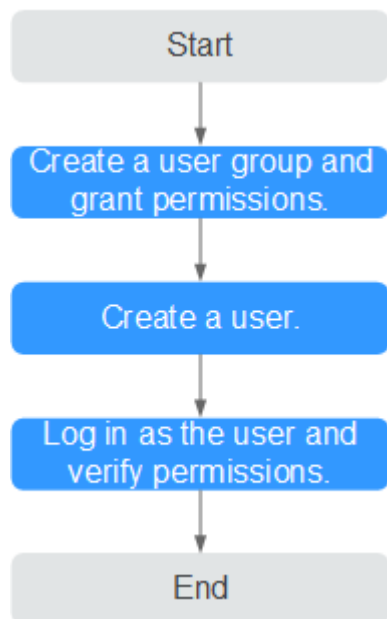 Start
Create a user group and
grant permissions.
Create a user.
Log in as the user and
verify permissions.
End